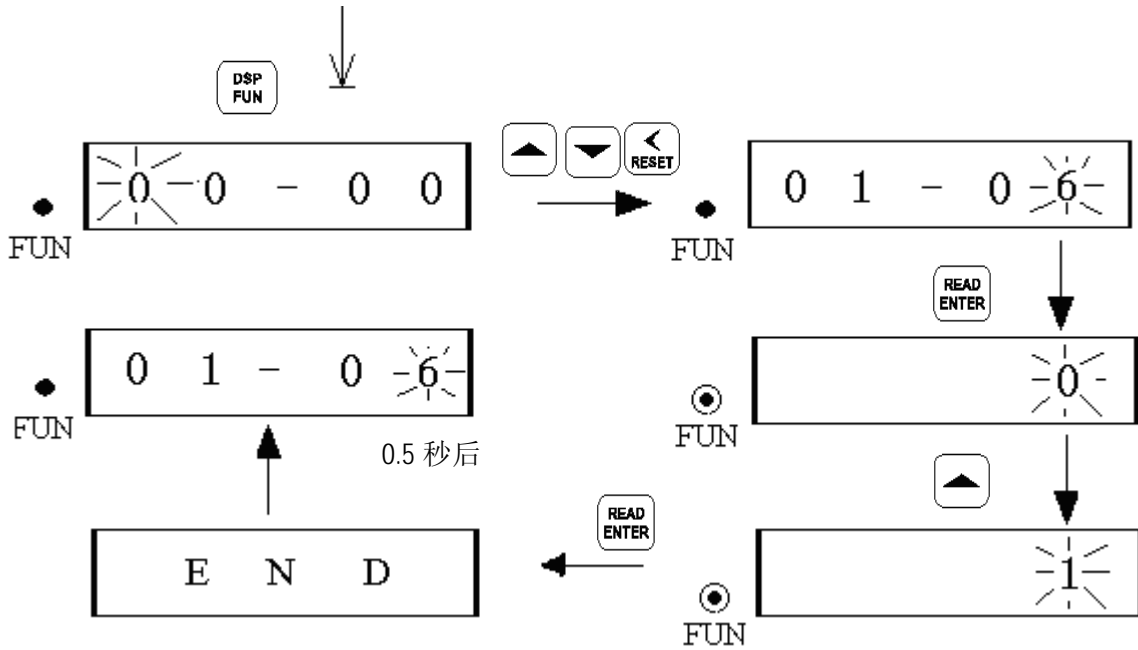 DSP
FUN
0 0 - 0 0
FUN
RESET
0 1 - 0 6
FUN
READ
ENTER
0
FUN
1
FUN
READ
ENTER
E N D
0.5 秒后
0 1 - 0 6
FUN